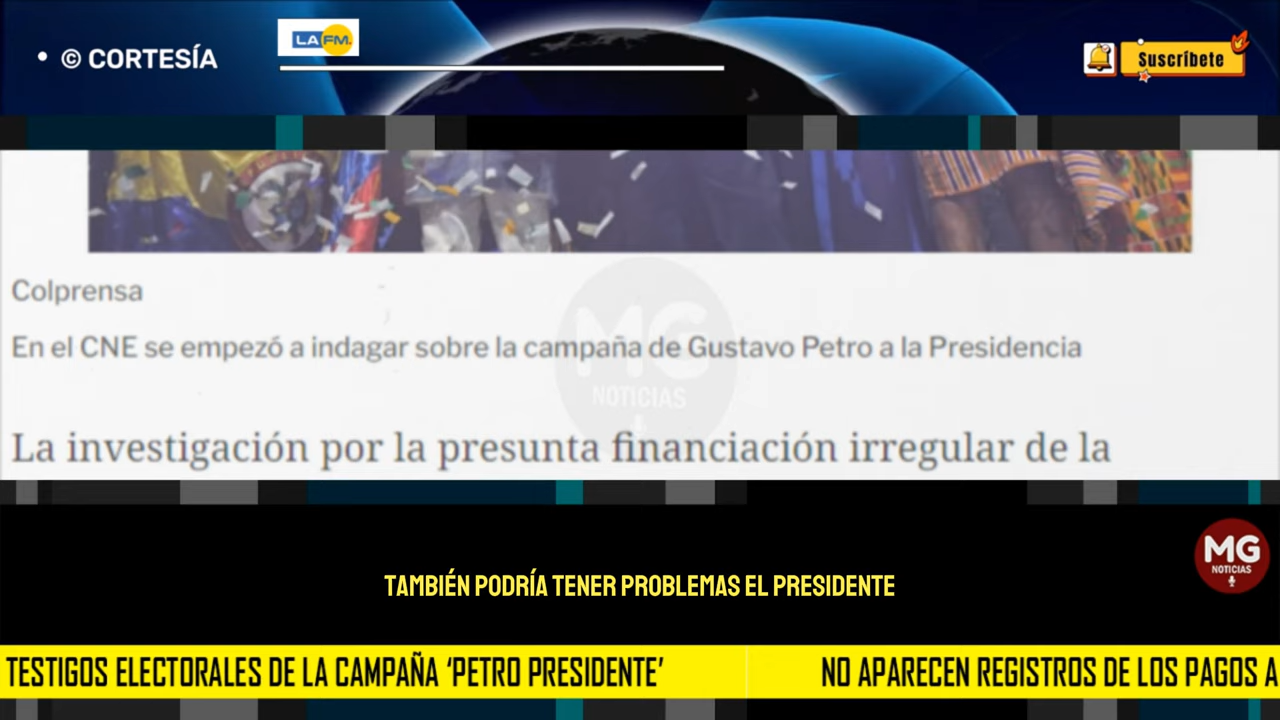 • © CORTESÍA
LA FM.
Suscríbete
Colprensa
En el CNE se empezó a indagar sobre la campaña de Gustavo Petro a la Presidencia
MG
NOTICIAS
La investigación por la presunta financiación irregular de la
MG
NOTICIAS
TAMBIÉN PODRÍA TENER PROBLEMAS EL PRESIDENTE
TESTIGOS ELECTORALES DE LA CAMPAÑA ‘PETRO PRESIDENTE’ NO APARECEN REGISTROS DE LOS PAGOS A